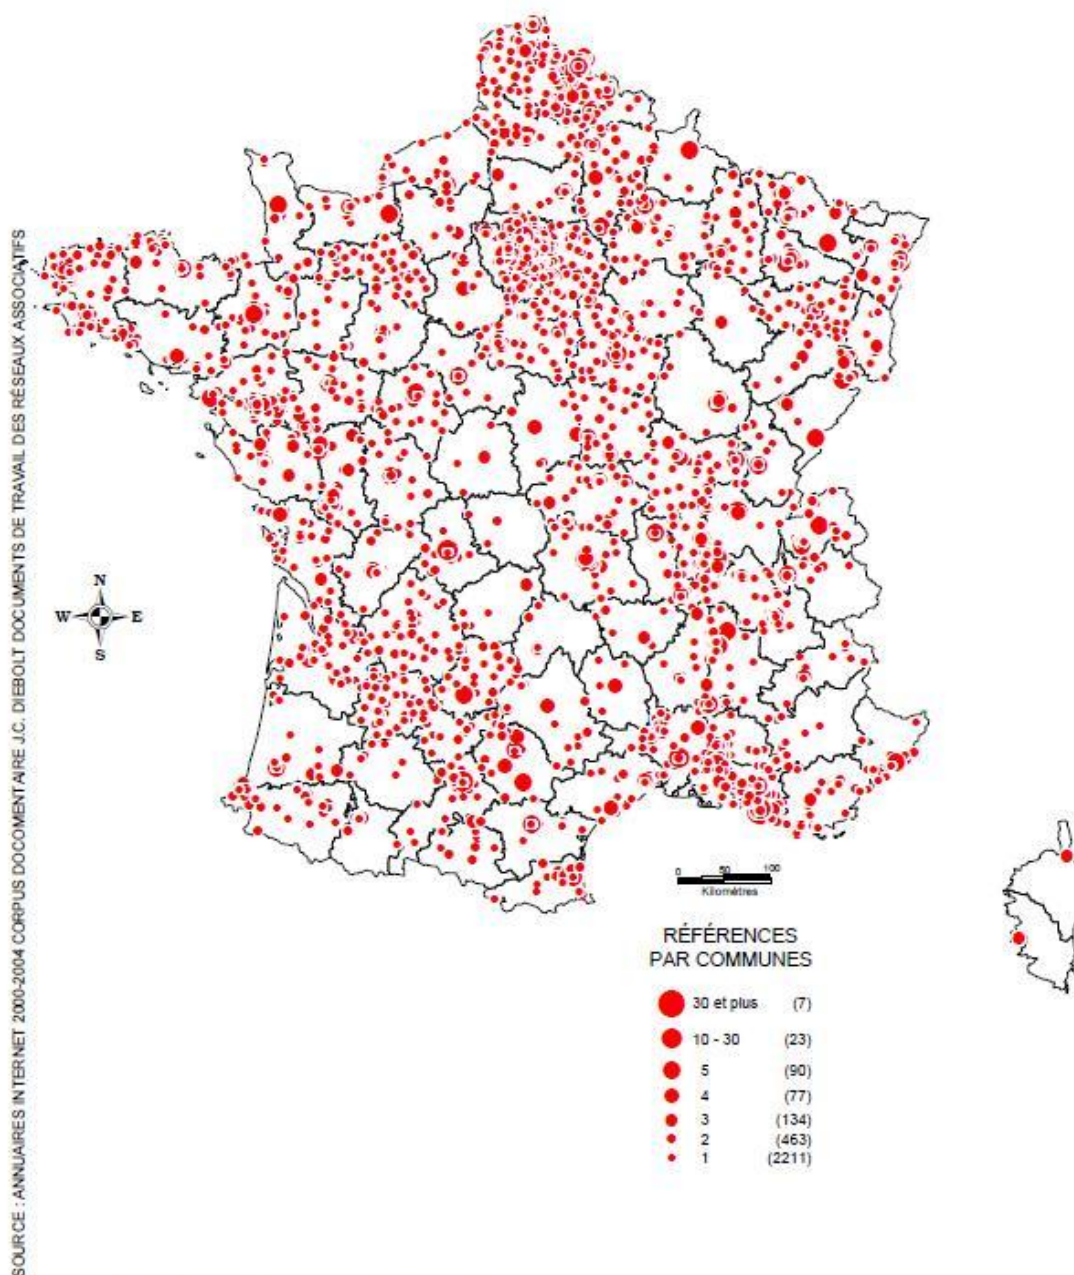 SOURCE : ANNUAIRES INTERNET 2000-2004 CORPUS DOCOMENTAIRE J.C. DIEBOLT DOCUMENTS DE TRAVAIL DES RÉSEAUX ASSOCIATIFS
N
W E
S
0 50 100
Kilomètres
RÉFÉRENCES
PAR COMMUNES
30 et plus (7)
10 - 30 (23)
5 (90)
4 (77)
3 (134)
2 (463)
1 (2211)